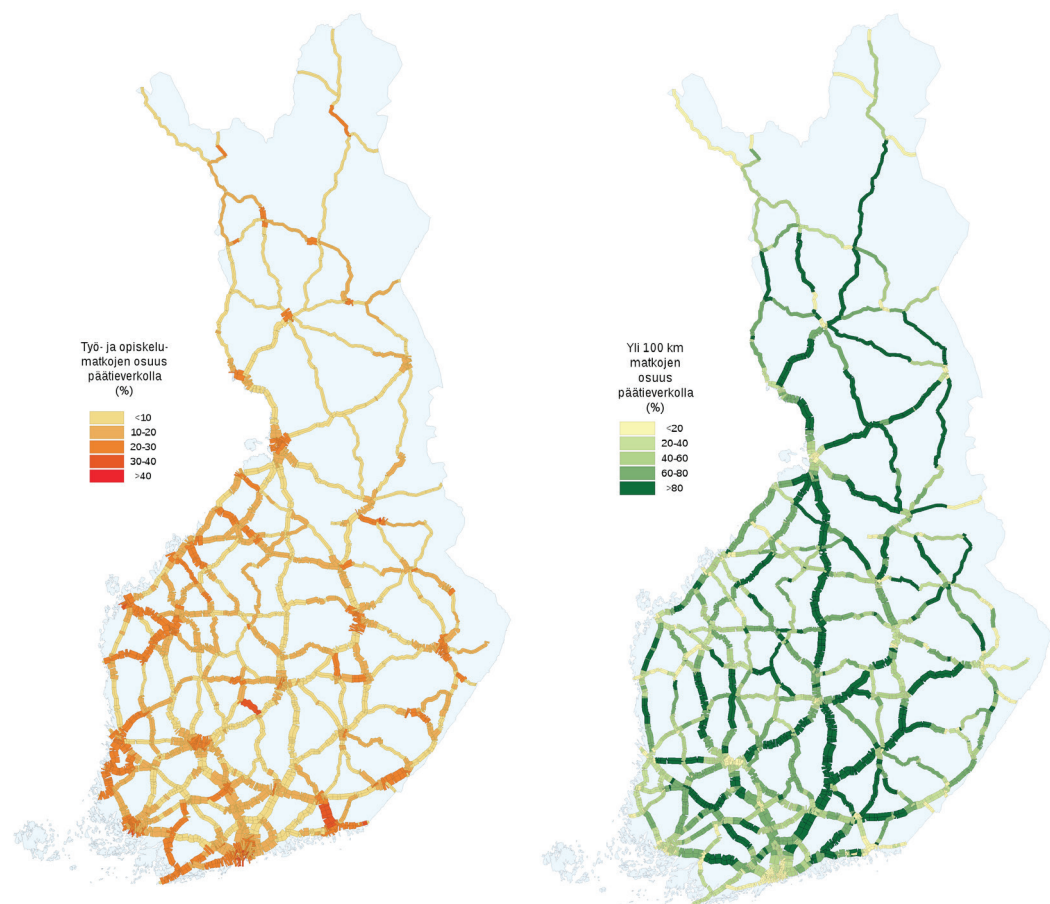 Työ- ja opiskelu-
matkojen osuus
päätieverkolla
(%)
<10
10-20
20-30
30-40
>40
Yli 100 km
matkojen
osuus
päätieverkolla
(%)
<20
20-40
40-60
60-80
>80